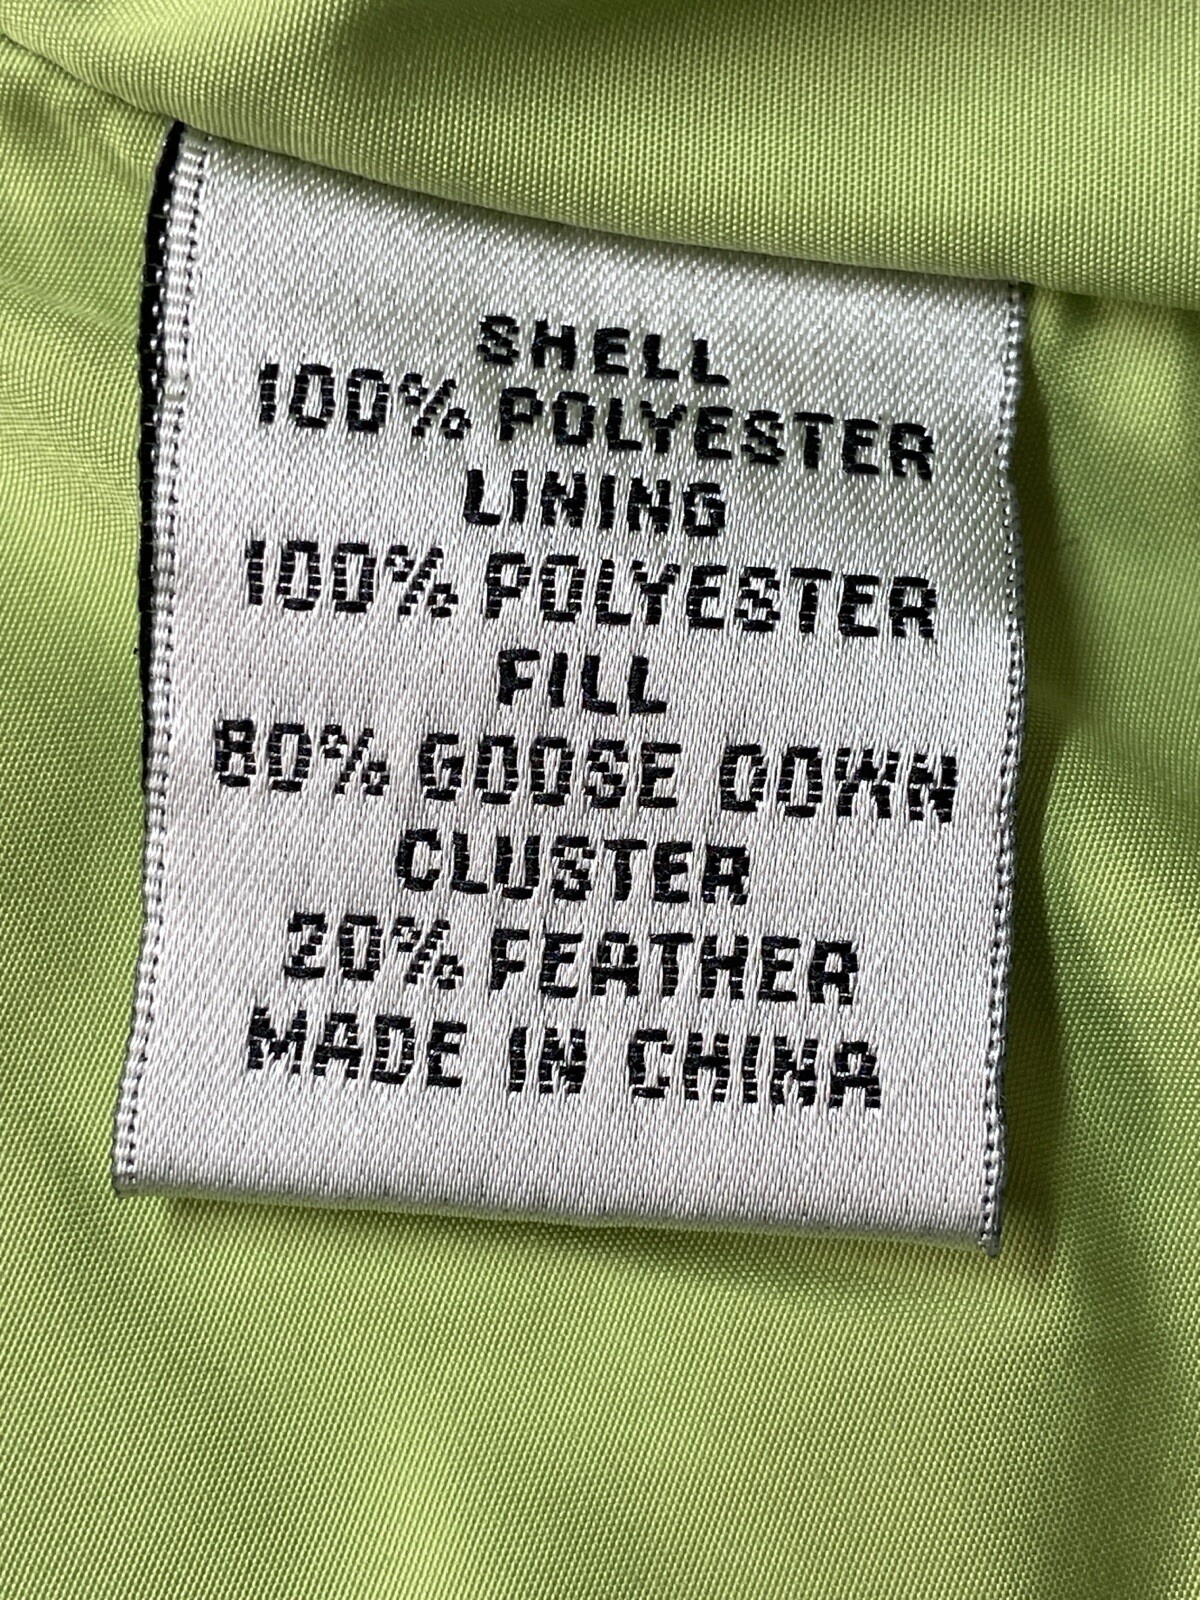 SHELL
100% POLYESTER
LINING
100% POLYESTER
FILL
80% GOOSE DOWN
CLUSTER
20% FEATHER
MADE IN CHINA